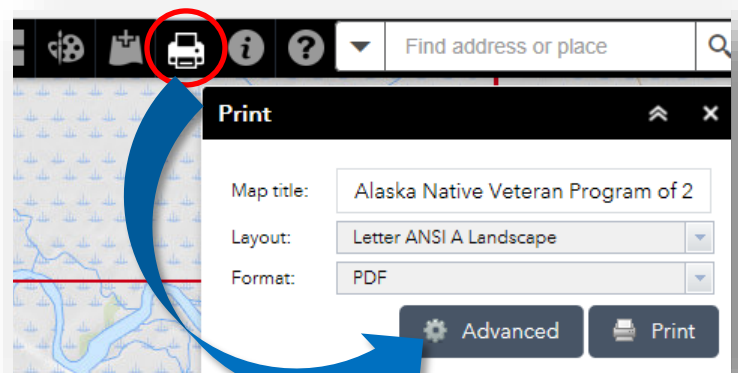 Find address or place
Print
Map title: Alaska Native Veteran Program of 2
Layout: Letter ANSI A Landscape
Format: PDF
Advanced Print